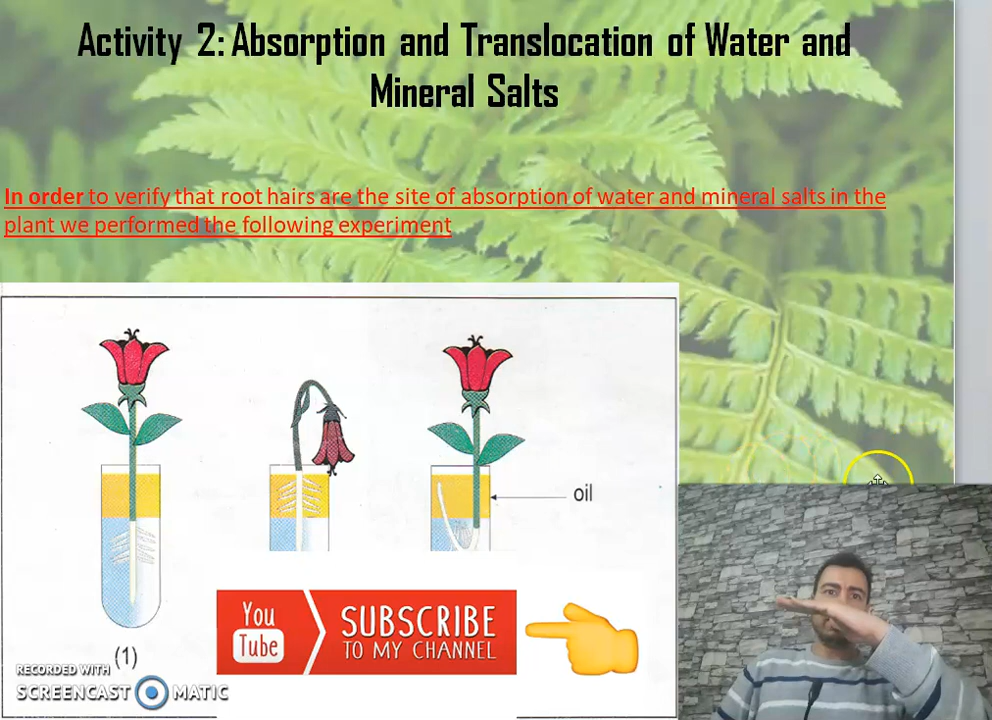 Activity 2: Absorption and Translocation of Water and
Mineral Salts
In order to verify that root hairs are the site of absorption of water and mineral salts in the
plant we performed the following experiment
oil
You
Tube
SUBSCRIBE
TO MY CHANNEL
(1)
RECORDED WITH
SCREENCAST MATIC